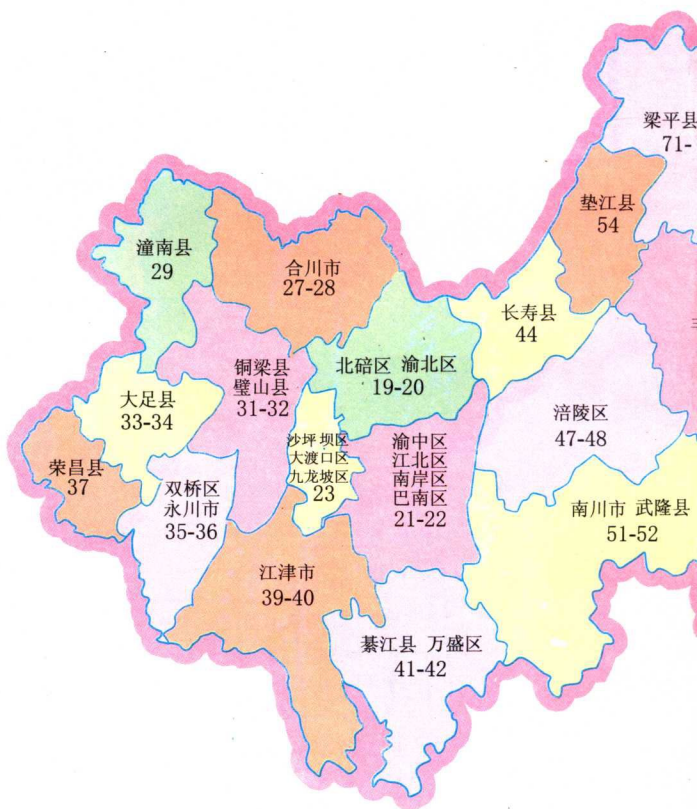 梁平县
71-
垫江县
54
潼南县
29
合川市
27-28
长寿县
44
铜梁县
璧山县
31-32
北碚区 渝北区
19-20
大足县
33-34
涪陵区
47-48
沙坪坝区
大渡口区
九龙坡区
23
渝中区
江北区
南岸区
巴南区
21-22
荣昌县
37
双桥区
永川市
35-36
南川市 武隆县
51-52
江津市
39-40
綦江县 万盛区
41-42